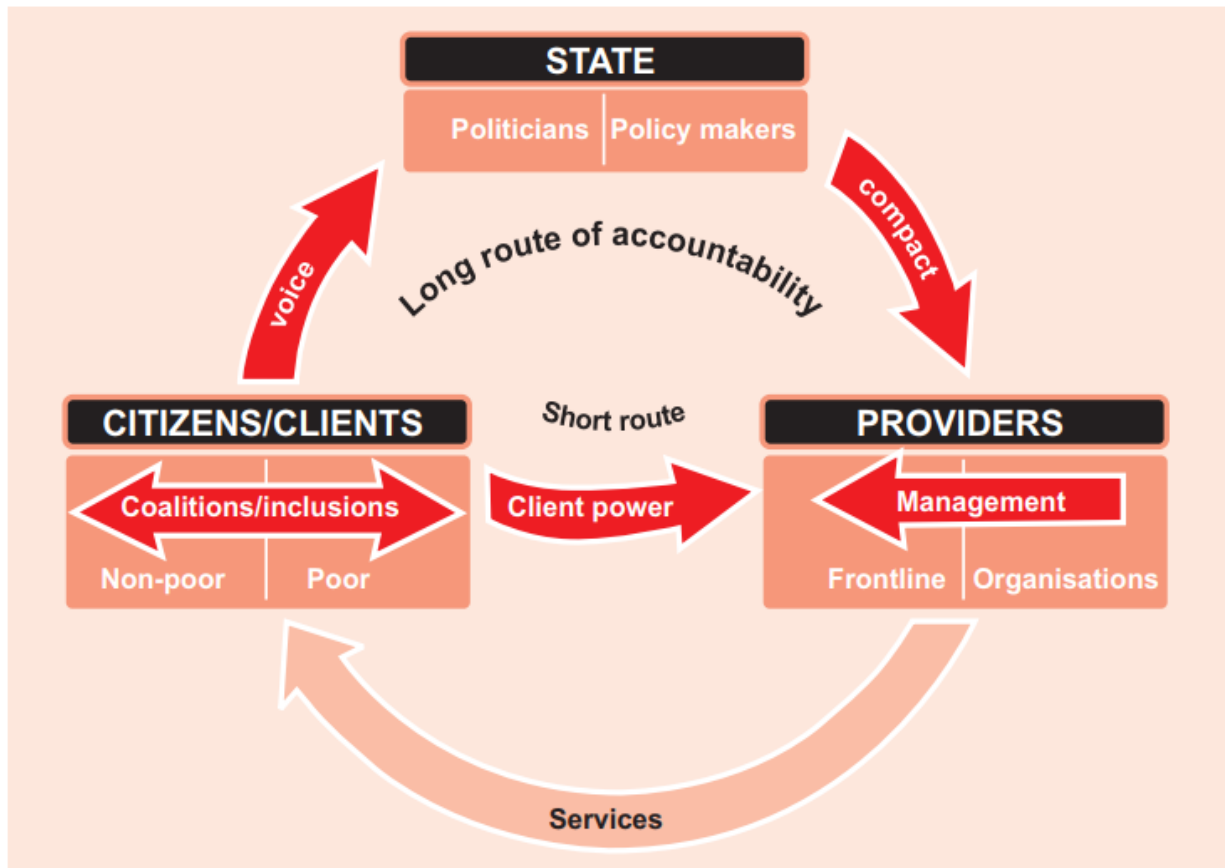 STATE
Politicians Policy makers
voice
compact
Long route of accountability
Short route
CITIZENS/CLIENTS
Coalitions/inclusions
Non-poor Poor
Client power
PROVIDERS
Management
Frontline Organisations
Services